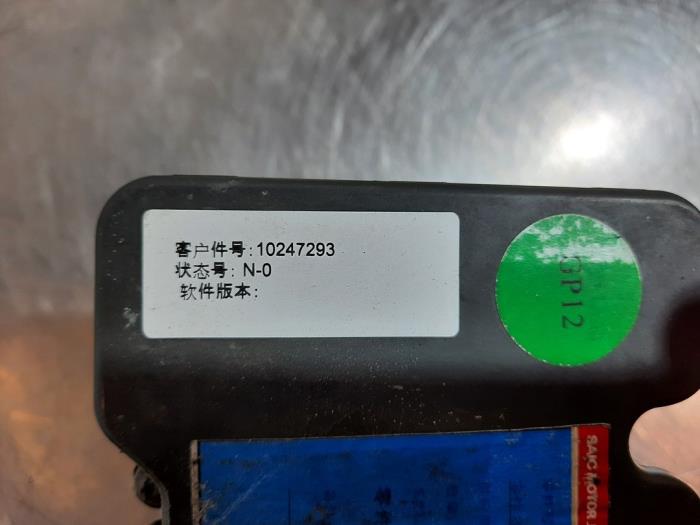 客户件号:10247293
状态号: N-0
软件版本:
GP12
SAIC MOTOR